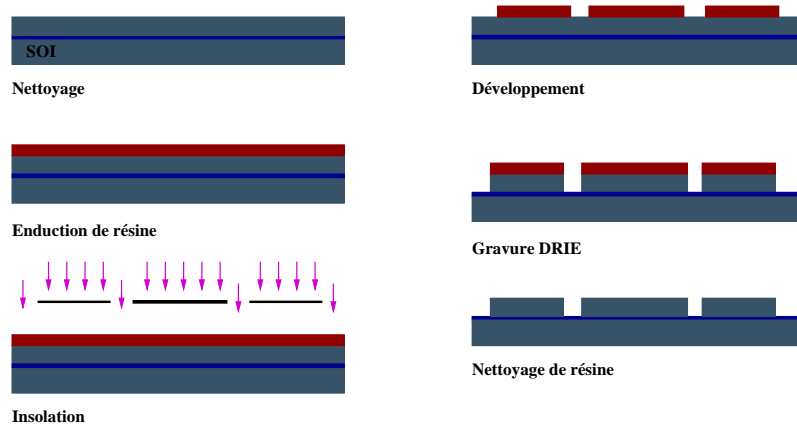 SOI
Nettoyage
Enduction de résine
Insolation
Développement
Gravure DRIE
Nettoyage de résine